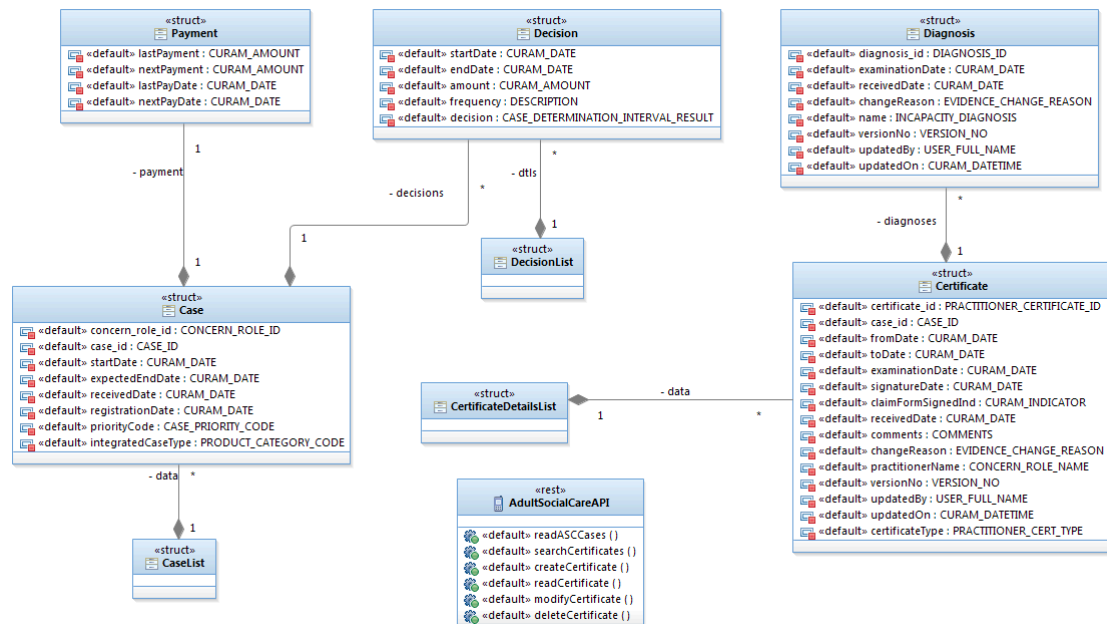 «struct»
Payment
«default» lastPayment : CURAM_AMOUNT
«default» nextPayment : CURAM_AMOUNT
«default» lastPayDate : CURAM_DATE
«default» nextPayDate : CURAM_DATE
«struct»
Decision
«default» startDate : CURAM_DATE
«default» endDate : CURAM_DATE
«default» amount : CURAM_AMOUNT
«default» frequency : DESCRIPTION
«default» decision : CASE_DETERMINATION_INTERVAL_RESULT
«struct»
Diagnosis
«default» diagnosis_id : DIAGNOSIS_ID
«default» examinationDate : CURAM_DATE
«default» receivedDate : CURAM_DATE
«default» changeReason : EVIDENCE_CHANGE_REASON
«default» name : INCAPACITY_DIAGNOSIS
«default» versionNo : VERSION_NO
«default» updatedBy : USER_FULL_NAME
«default» updatedOn : CURAM_DATETIME
1
- payment
1
- decisions
*
1
*
- dtls
1
*
- diagnoses
1
«struct»
DecisionList
«struct»
Case
«default» concern_role_id : CONCERN_ROLE_ID
«default» case_id : CASE_ID
«default» startDate : CURAM_DATE
«default» expectedEndDate : CURAM_DATE
«default» receivedDate : CURAM_DATE
«default» registrationDate : CURAM_DATE
«default» priorityCode : CASE_PRIORITY_CODE
«default» integratedCaseType : PRODUCT_CATEGORY_CODE
«struct»
Certificate
«default» certificate_id : PRACTITIONER_CERTIFICATE_ID
«default» case_id : CASE_ID
«default» fromDate : CURAM_DATE
«default» toDate : CURAM_DATE
«default» examinationDate : CURAM_DATE
«default» signatureDate : CURAM_DATE
«default» claimFormSignedInd : CURAM_INDICATOR
«default» receivedDate : CURAM_DATE
«default» comments : COMMENTS
«default» changeReason : EVIDENCE_CHANGE_REASON
«default» practitionerName : CONCERN_ROLE_NAME
«default» versionNo : VERSION_NO
«default» updatedBy : USER_FULL_NAME
«default» updatedOn : CURAM_DATETIME
«default» certificateType : PRACTITIONER_CERT_TYPE
«struct»
CertificateDetailsList
- data
1
*
- data
*
1
«struct»
CaseList
«rest»
AdultSocialCareAPI
«default» readASCCases ( )
«default» searchCertificates ( )
«default» createCertificate ( )
«default» readCertificate ( )
«default» modifyCertificate ( )
«default» deleteCertificate ( )